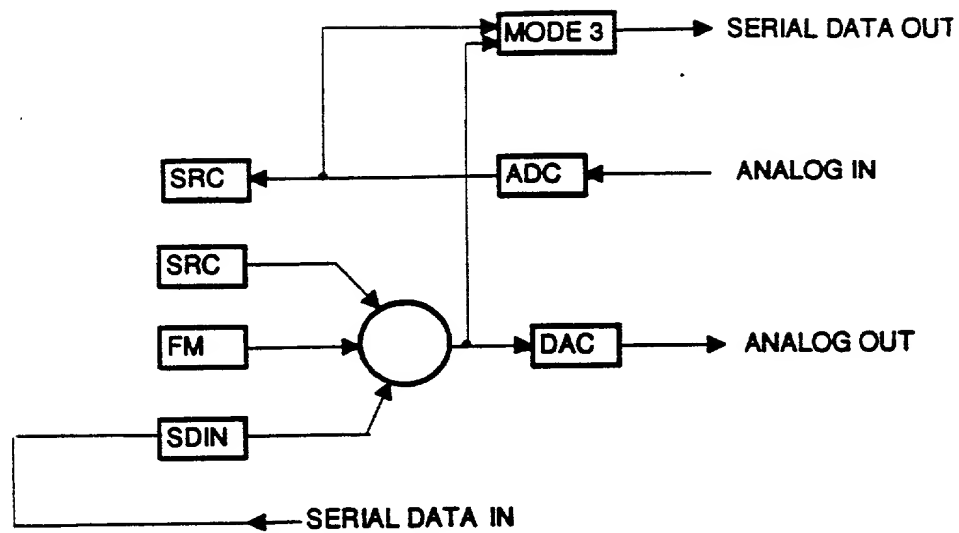 MODE 3
SERIAL DATA OUT
SRC
ADC
ANALOG IN
SRC
FM
DAC
ANALOG OUT
SDIN
SERIAL DATA IN